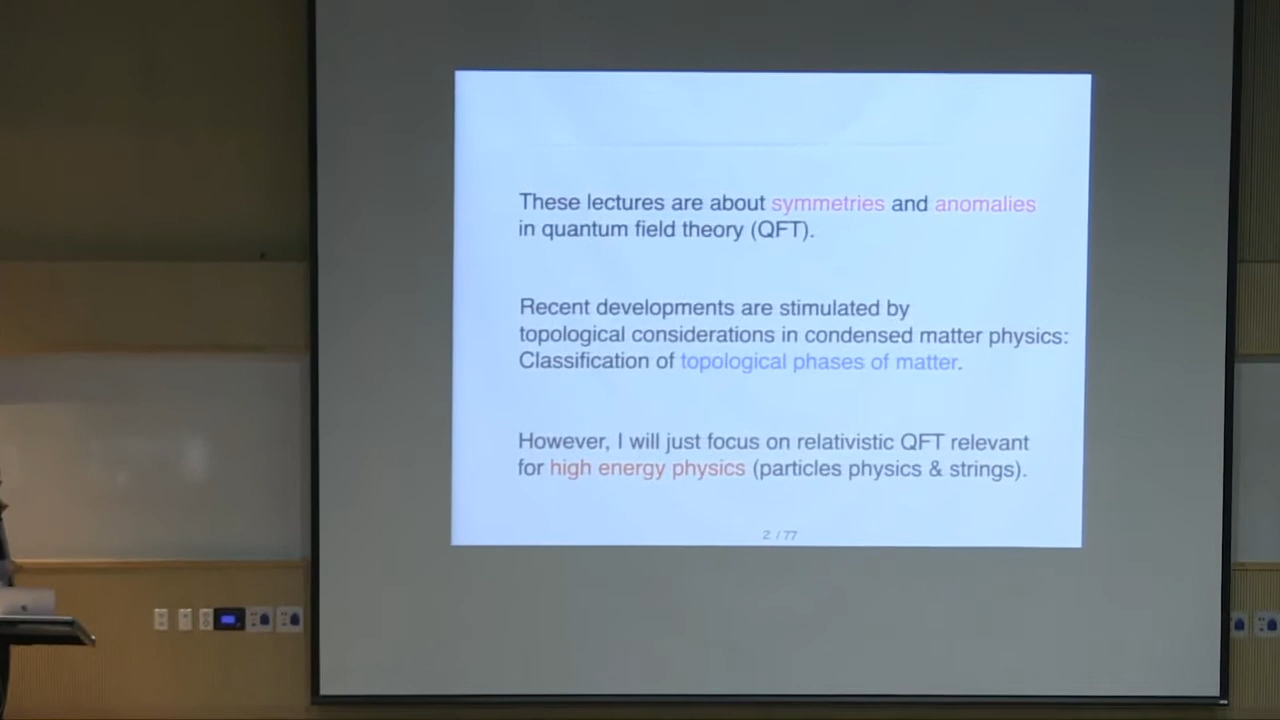 These lectures are about symmetries and anomalies
in quantum field theory (QFT).
Recent developments are stimulated by
topological considerations in condensed matter physics:
Classification of topological phases of matter.
However, I will just focus on relativistic QFT relevant
for high energy physics (particles physics & strings).
2 / 77